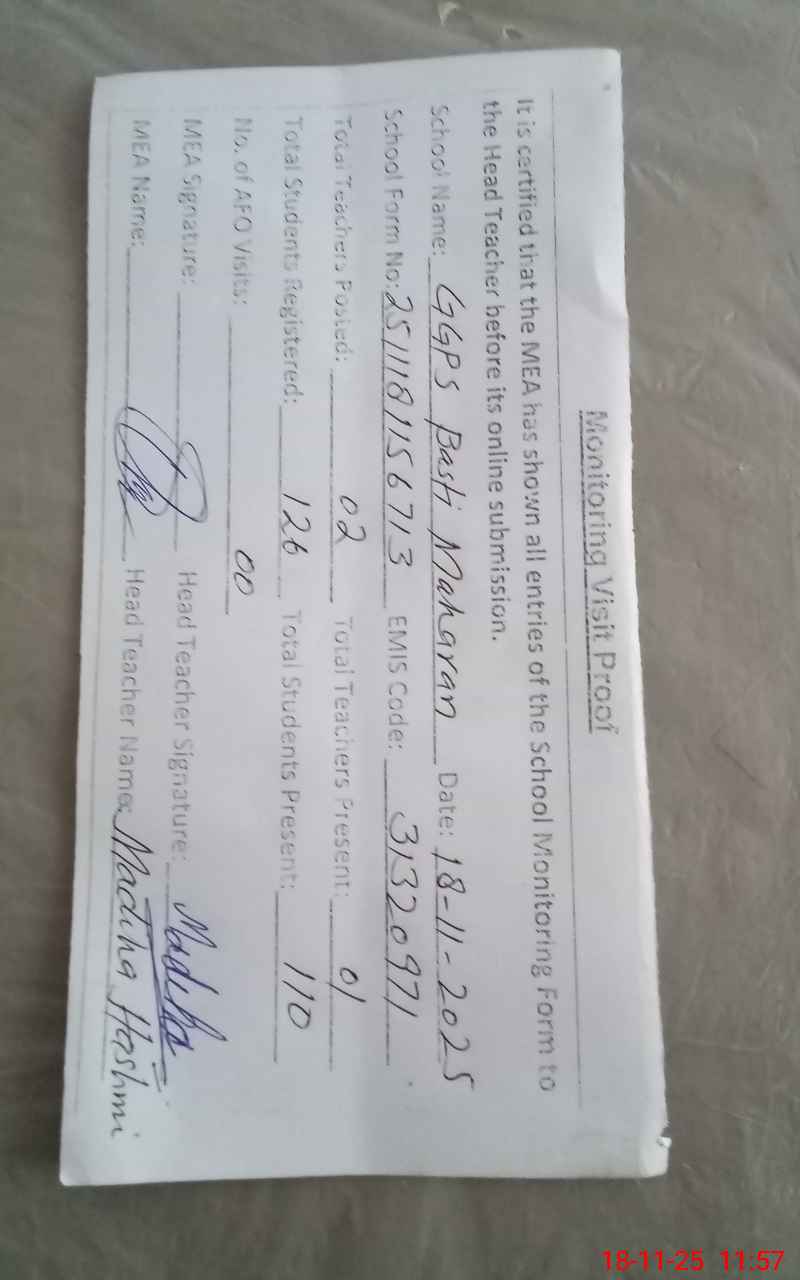 Monitoring Visit Proof
It is certified that the MEA has shown all entries of the School Monitoring Form to
the Head Teacher before its online submission.
School Name: GGPS Basti Maharan Date: 18-11-2025
School Form No: 2511181156713 EMIS Code: 31320971
Total Teachers Posted: 02 Total Teachers Present: 01
Total Students Registered: 126 Total Students Present: 110
No. of AFO Visits: 00
MEA Signature: Head Teacher Signature: Madiha
MEA Name: Head Teacher Name: Madiha Hashmi
18-11-25 11:57